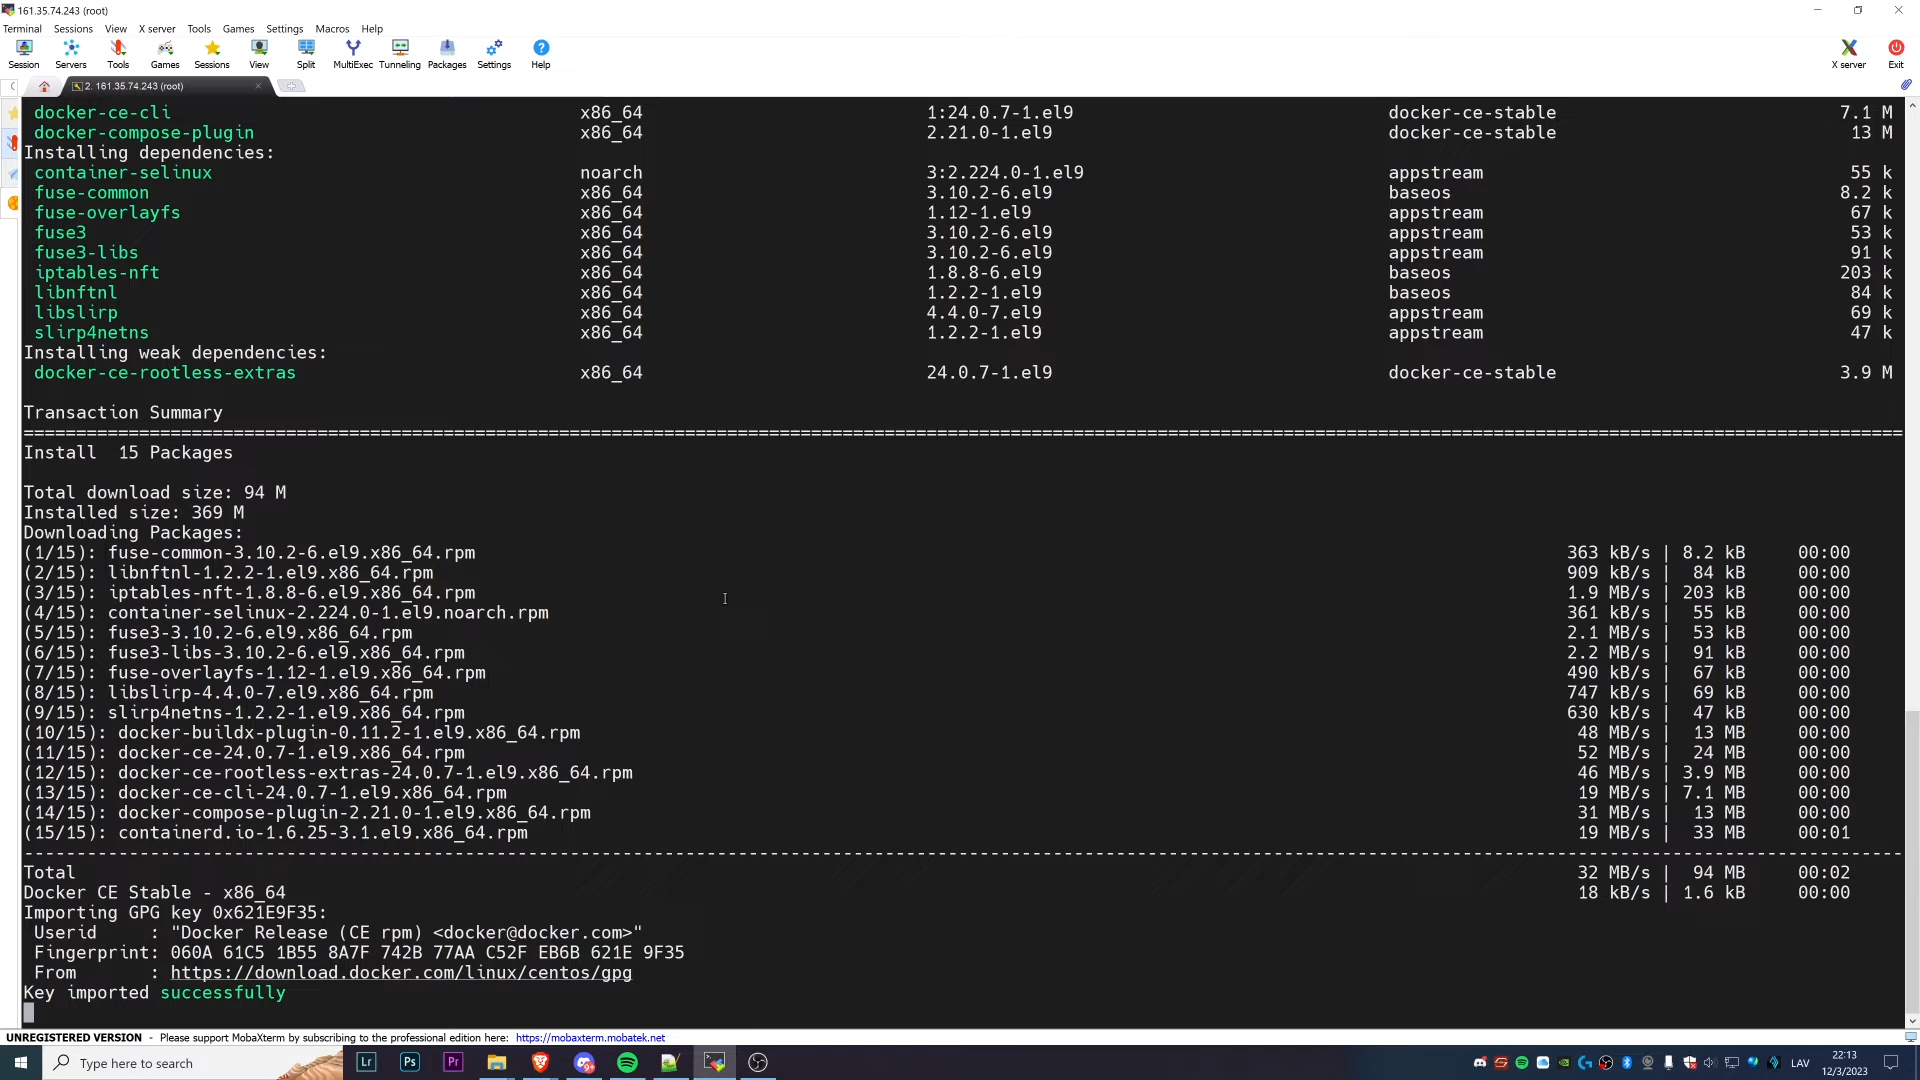 161.35.74.243 (root)
Terminal Sessions View X server Tools Games Settings Macros Help
Session Servers Tools Games Sessions View Split MultiExec Tunneling Packages Settings Help X server Exit
2. 161.35.74.243 (root)
docker-ce-cli x86_64 1:24.0.7-1.el9 docker-ce-stable 7.1 M
docker-compose-plugin x86_64 2.21.0-1.el9 docker-ce-stable 13 M
Installing dependencies:
container-selinux noarch 3:2.224.0-1.el9 appstream 55 k
fuse-common x86_64 3.10.2-6.el9 baseos 8.2 k
fuse-overlayfs x86_64 1.12-1.el9 appstream 67 k
fuse3 x86_64 3.10.2-6.el9 appstream 53 k
fuse3-libs x86_64 3.10.2-6.el9 appstream 91 k
iptables-nft x86_64 1.8.8-6.el9 baseos 203 k
libnftnl x86_64 1.2.2-1.el9 baseos 84 k
libslirp x86_64 4.4.0-7.el9 appstream 69 k
slirp4netns x86_64 1.2.2-1.el9 appstream 47 k
Installing weak dependencies:
docker-ce-rootless-extras x86_64 24.0.7-1.el9 docker-ce-stable 3.9 M
Transaction Summary
Install 15 Packages
Total download size: 94 M
Installed size: 369 M
Downloading Packages:
(1/15): fuse-common-3.10.2-6.el9.x86_64.rpm 363 kB/s | 8.2 kB 00:00
(2/15): libnftnl-1.2.2-1.el9.x86_64.rpm 909 kB/s | 84 kB 00:00
(3/15): iptables-nft-1.8.8-6.el9.x86_64.rpm 1.9 MB/s | 203 kB 00:00
(4/15): container-selinux-2.224.0-1.el9.noarch.rpm 361 kB/s | 55 kB 00:00
(5/15): fuse3-3.10.2-6.el9.x86_64.rpm 2.1 MB/s | 53 kB 00:00
(6/15): fuse3-libs-3.10.2-6.el9.x86_64.rpm 2.2 MB/s | 91 kB 00:00
(7/15): fuse-overlayfs-1.12-1.el9.x86_64.rpm 490 kB/s | 67 kB 00:00
(8/15): libslirp-4.4.0-7.el9.x86_64.rpm 747 kB/s | 69 kB 00:00
(9/15): slirp4netns-1.2.2-1.el9.x86_64.rpm 630 kB/s | 47 kB 00:00
(10/15): docker-buildx-plugin-0.11.2-1.el9.x86_64.rpm 48 MB/s | 13 MB 00:00
(11/15): docker-ce-24.0.7-1.el9.x86_64.rpm 52 MB/s | 24 MB 00:00
(12/15): docker-ce-rootless-extras-24.0.7-1.el9.x86_64.rpm 46 MB/s | 3.9 MB 00:00
(13/15): docker-ce-cli-24.0.7-1.el9.x86_64.rpm 19 MB/s | 7.1 MB 00:00
(14/15): docker-compose-plugin-2.21.0-1.el9.x86_64.rpm 31 MB/s | 13 MB 00:00
(15/15): containerd.io-1.6.25-3.1.el9.x86_64.rpm 19 MB/s | 33 MB 00:01
Total 32 MB/s | 94 MB 00:02
Docker CE Stable - x86_64 18 kB/s | 1.6 kB 00:00
Importing GPG key 0x621E9F35:
Userid : "Docker Release (CE rpm) <docker@docker.com>"
Fingerprint: 060A 61C5 1B55 8A7F 742B 77AA C52F EB6B 621E 9F35
From : https://download.docker.com/linux/centos/gpg
Key imported successfully
UNREGISTERED VERSION - Please support MobaXterm by subscribing to the professional edition here: https://mobaxterm.mobatek.net
Type here to search Lr Ps Pr LAV 22:13
12/3/2023